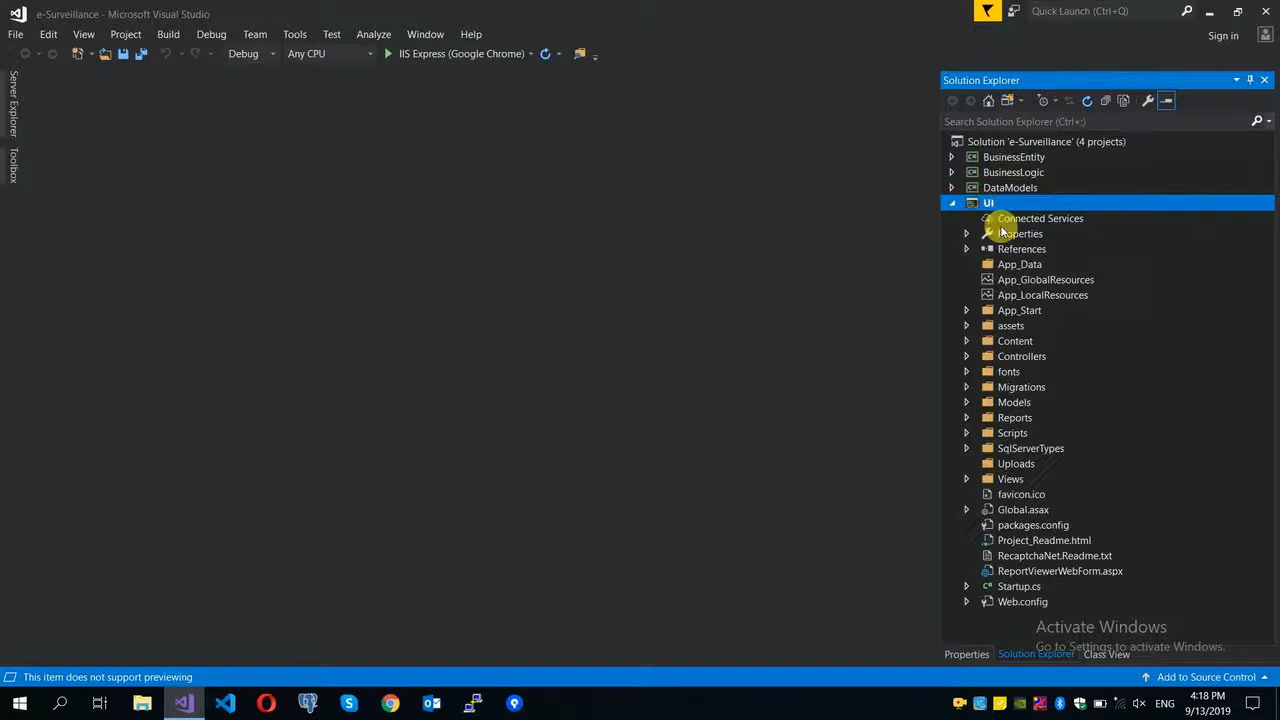 e-Surveillance - Microsoft Visual Studio
Quick Launch (Ctrl+Q)
File Edit View Project Build Debug Team Tools Test Analyze Window Help
Sign in
Debug Any CPU IIS Express (Google Chrome)
Server Explorer
Toolbox
Solution Explorer
Search Solution Explorer (Ctrl+;)
Solution 'e-Surveillance' (4 projects)
BusinessEntity
BusinessLogic
DataModels
UI
Connected Services
Properties
References
App_Data
App_GlobalResources
App_LocalResources
App_Start
assets
Content
Controllers
fonts
Migrations
Models
Reports
Scripts
SqlServerTypes
Uploads
Views
favicon.ico
Global.asax
packages.config
Project_Readme.html
RecaptchaNet.Readme.txt
ReportViewerWebForm.aspx
Startup.cs
Web.config
Activate Windows
Go to Settings to activate Windows.
Properties Solution Explorer Class View
This item does not support previewing
Add to Source Control
4:18 PM
ENG
9/13/2019